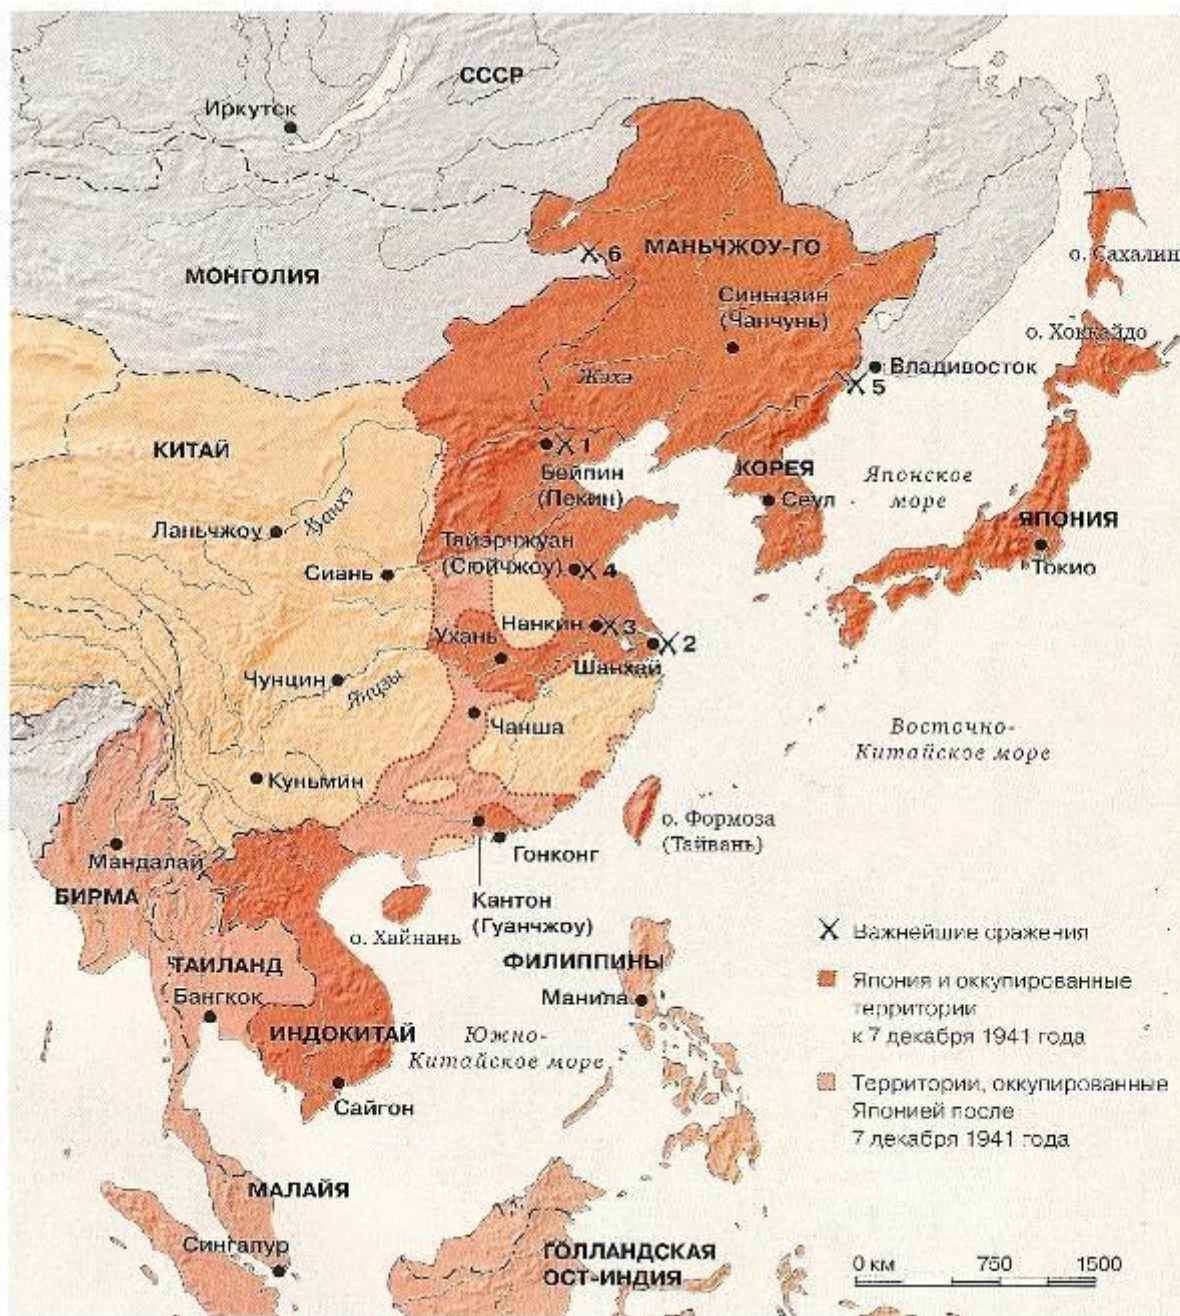 СССР
Иркутск
МОНГОЛИЯ
6
МАНЬЧЖОУ-ГО
Синьцзин
(Чанчунь)
о. Сахалин
о. Хоккайдо
Владивосток
5
Жэхэ
КИТАЙ
1
Бейпин
(Пекин)
КОРЕЯ
Сеул
Японское
море
ЯПОНИЯ
Токио
Ланьчжоу
Хуанхэ
Сиань
Тайэрчжуан
(Сюйчжоу)
4
Нанкин
3
Ухань
2
Шанхай
Чунцин
Янцзы
Чанша
Восточно-
Китайское море
Куньмин
о. Формоза
(Тайвань)
Мандалай
БИРМА
Гонконг
Кантон
(Гуанчжоу)
о. Хайнань
ТАИЛАНД
Бангкок
ФИЛИППИНЫ
Манила
ИНДОКИТАЙ
Южно-
Китайское море
Сайгон
МАЛАЙЯ
Сингапур
ГОЛЛАНДСКАЯ
ОСТ-ИНДИЯ
Важнейшие сражения
Япония и оккупированные
территории
к 7 декабря 1941 года
Территории, оккупированные
Японией после
7 декабря 1941 года
0 км 750 1500